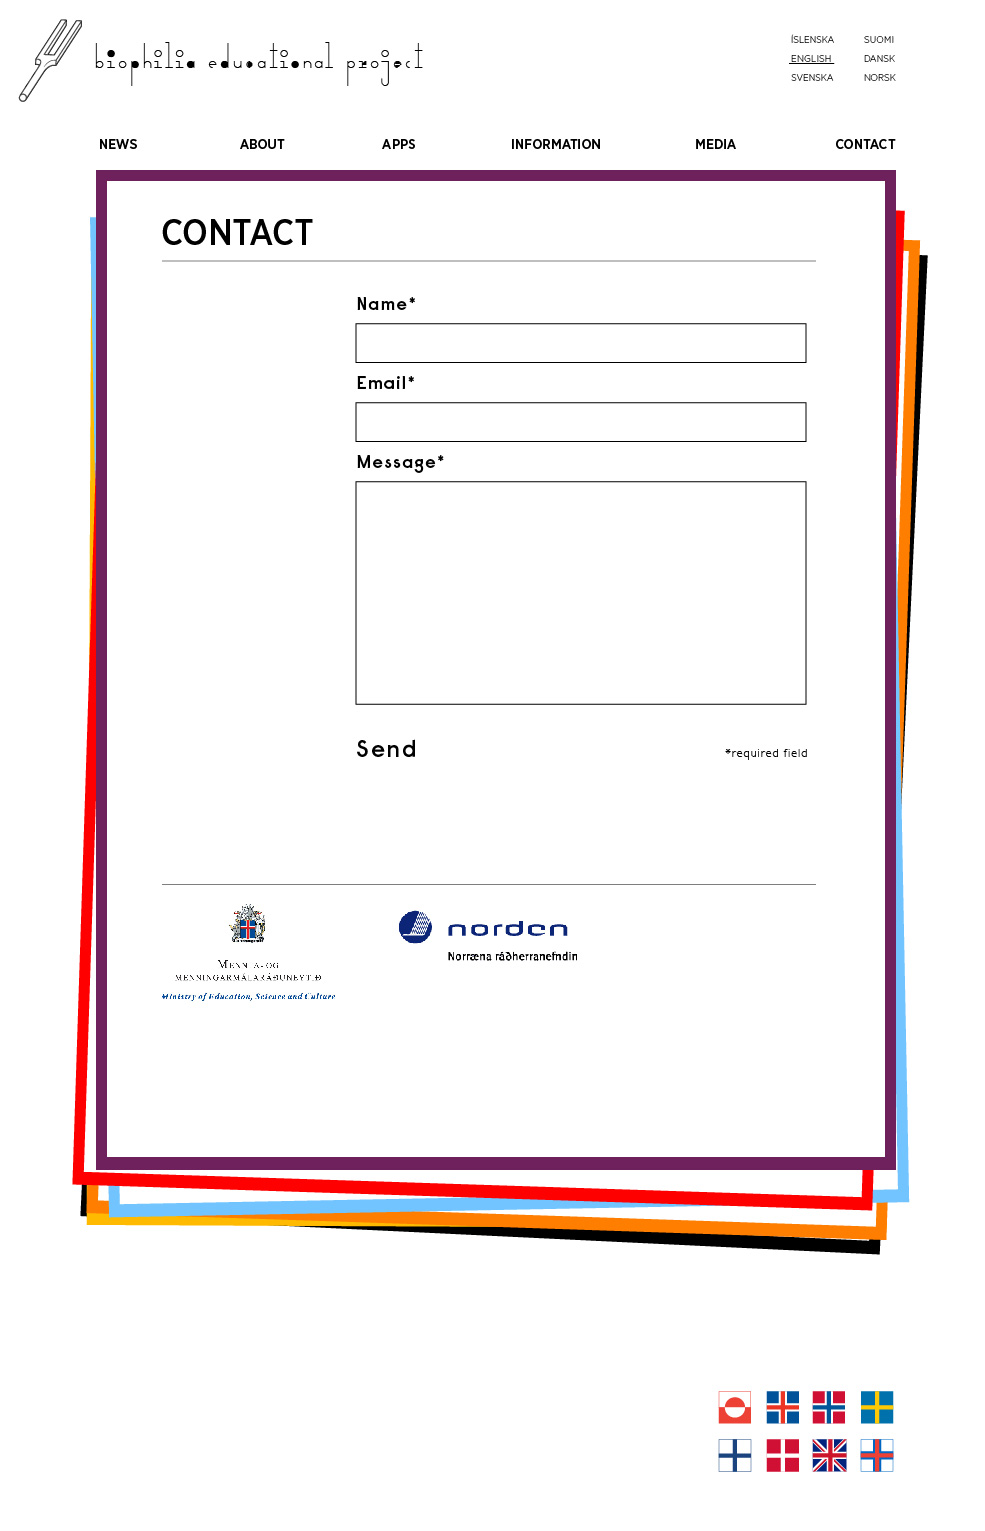 biophilia educational project
ÍSLENSKA SUOMI
ENGLISH DANSK
SVENSKA NORSK
NEWS ABOUT APPS INFORMATION MEDIA CONTACT
CONTACT
Name*
Email*
Message*
Send
*required field
MENNTA- OG
MENNINGARMÁLARÁÐUNEYTIÐ
Ministry of Education, Science and Culture
norden
Norræna ráðherranefndin